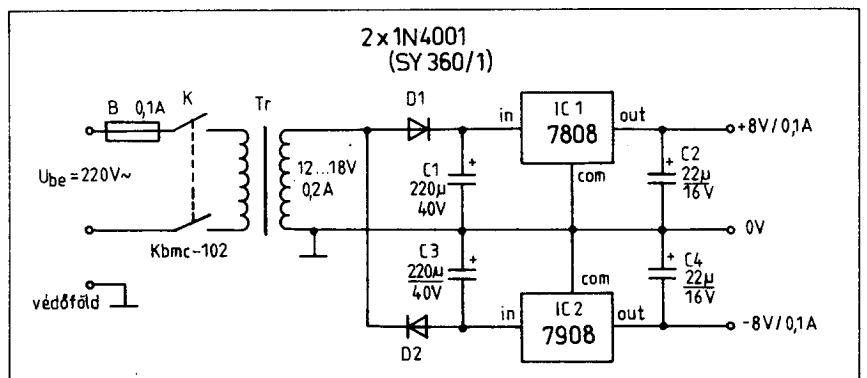 2x1N4001
(SY 360/1)
B 0,1A K
Tr
D1
IC 1
7808
in
out
+8V/0,1A
Ube=220V~
12...18V
0,2A
C1
220µ
40V
+
com
+ C2
22µ
16V
0V
Kbmc-102
C3
220µ
40V
+
com
+ C4
22µ
16V
védőföld
in
IC 2
7908
out
-8V/0,1A
D2